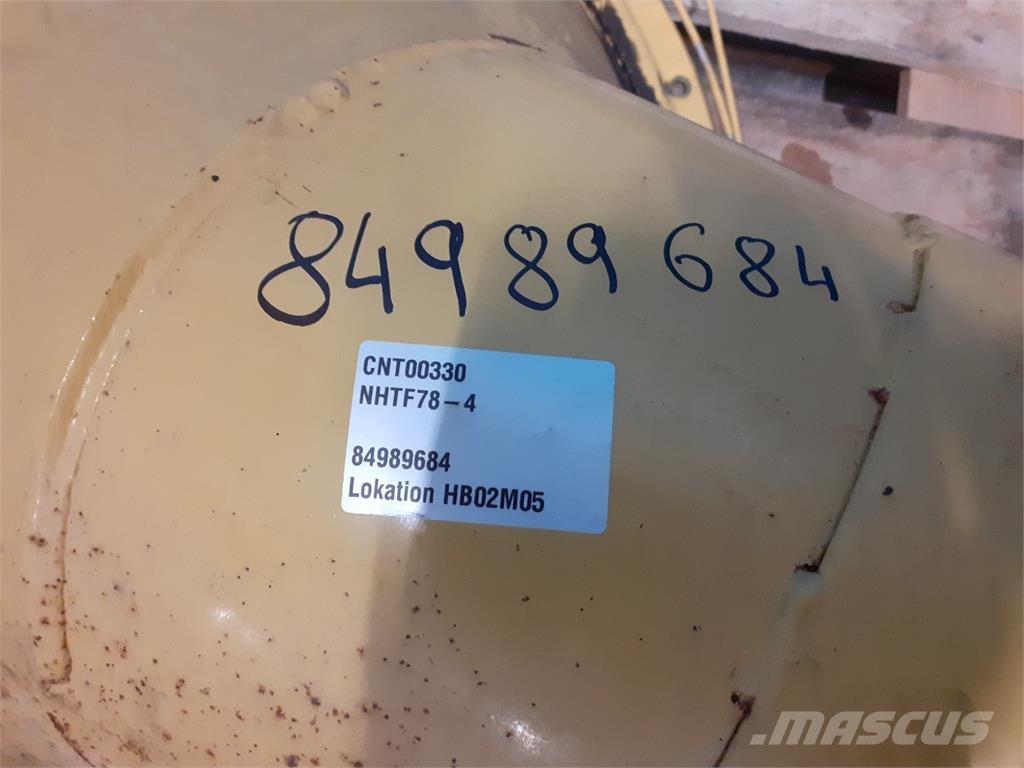 84989684
CNT00330
NHTF78-4
84989684
Lokation HB02M05
MASCUS